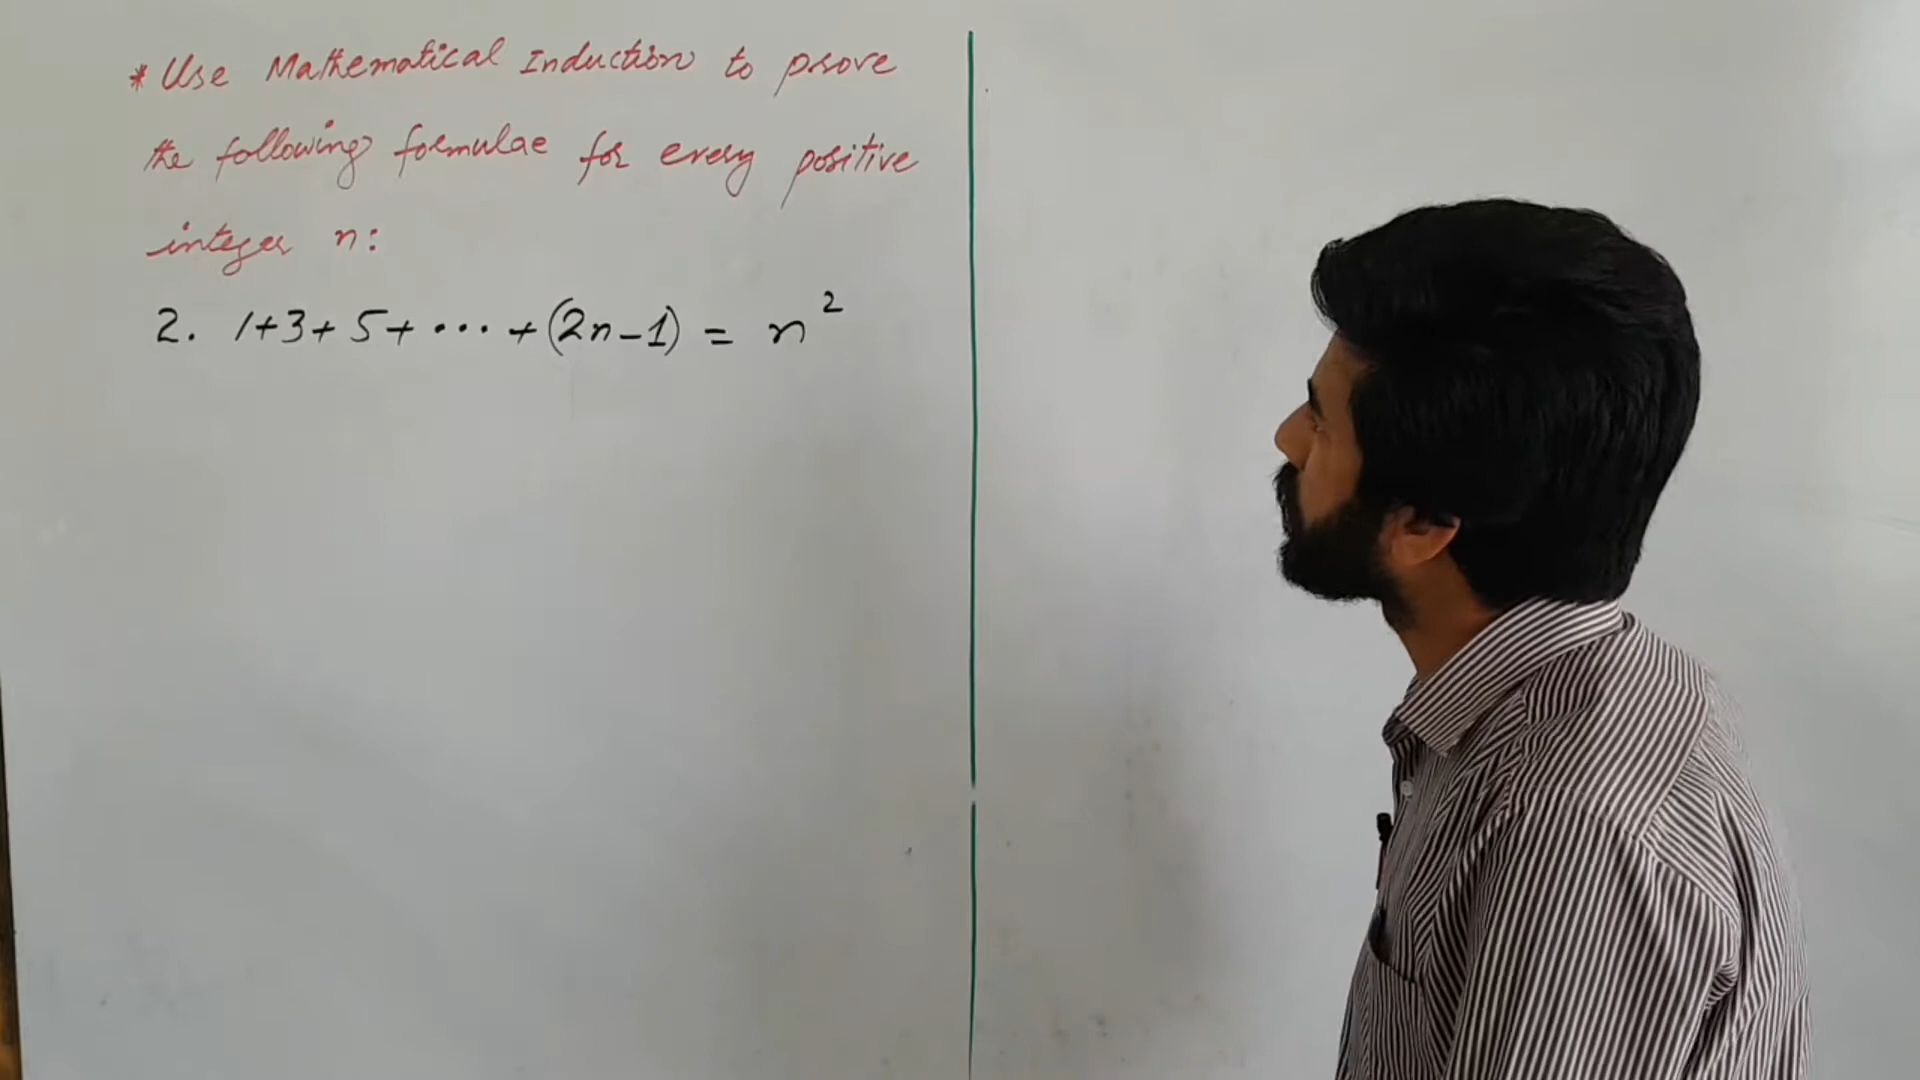 * Use Mathematical Induction to prove
the following formulae for every positive
integer n:
2. 1+3+5+ ... +(2n-1) = n²